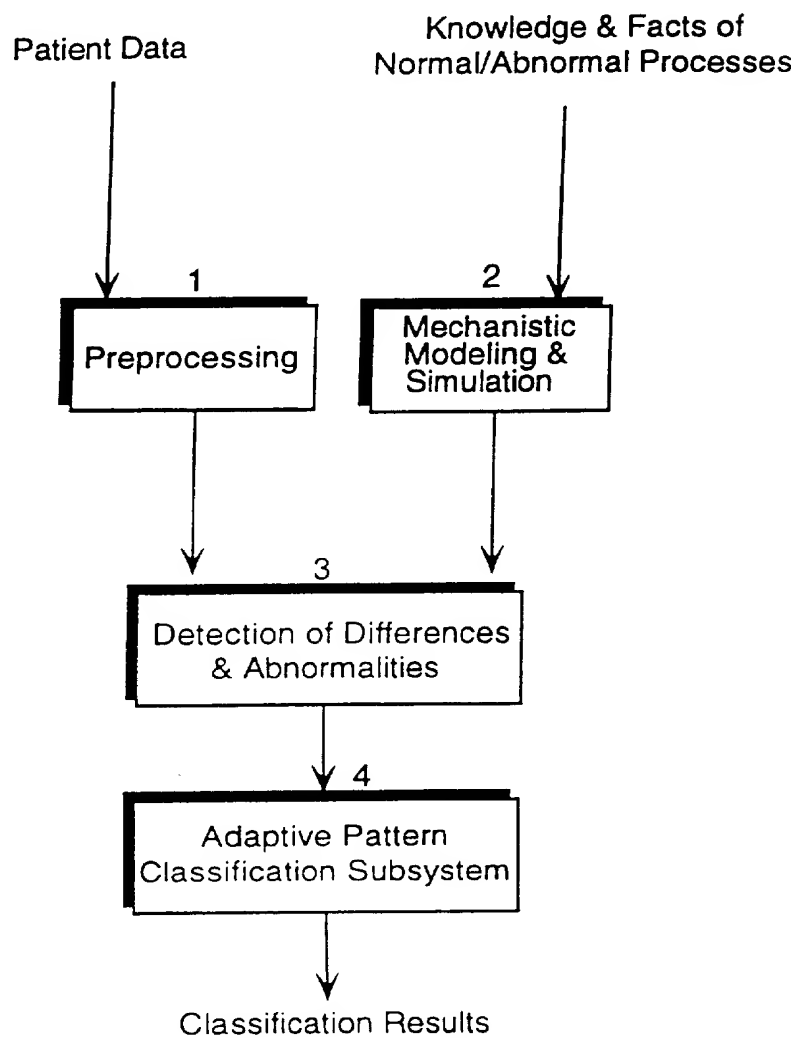 Patient Data
Knowledge & Facts of
Normal/Abnormal Processes
1
Preprocessing
2
Mechanistic
Modeling &
Simulation
3
Detection of Differences
& Abnormalities
4
Adaptive Pattern
Classification Subsystem
Classification Results